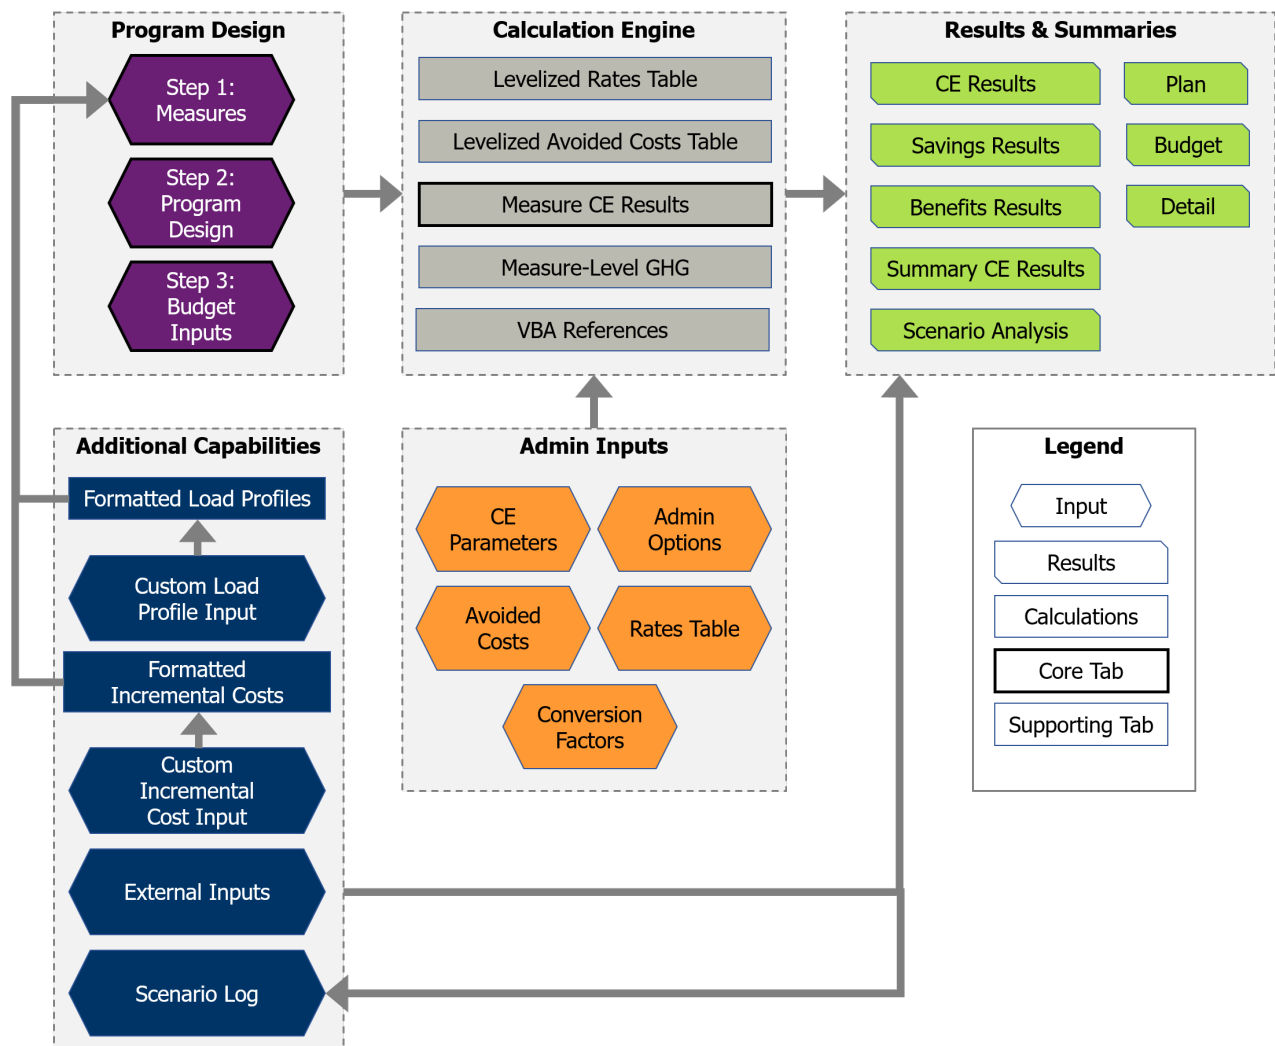 Program Design
Step 1:
Measures
Step 2:
Program
Design
Step 3:
Budget
Inputs
Calculation Engine
Levelized Rates Table
Levelized Avoided Costs Table
Measure CE Results
Measure-Level GHG
VBA References
Results & Summaries
CE Results
Savings Results
Benefits Results
Summary CE Results
Scenario Analysis
Plan
Budget
Detail
Additional Capabilities
Formatted Load Profiles
Custom Load
Profile Input
Formatted
Incremental Costs
Custom
Incremental
Cost Input
External Inputs
Scenario Log
Admin Inputs
CE
Parameters
Admin
Options
Avoided
Costs
Rates Table
Conversion
Factors
Legend
Input
Results
Calculations
Core Tab
Supporting Tab